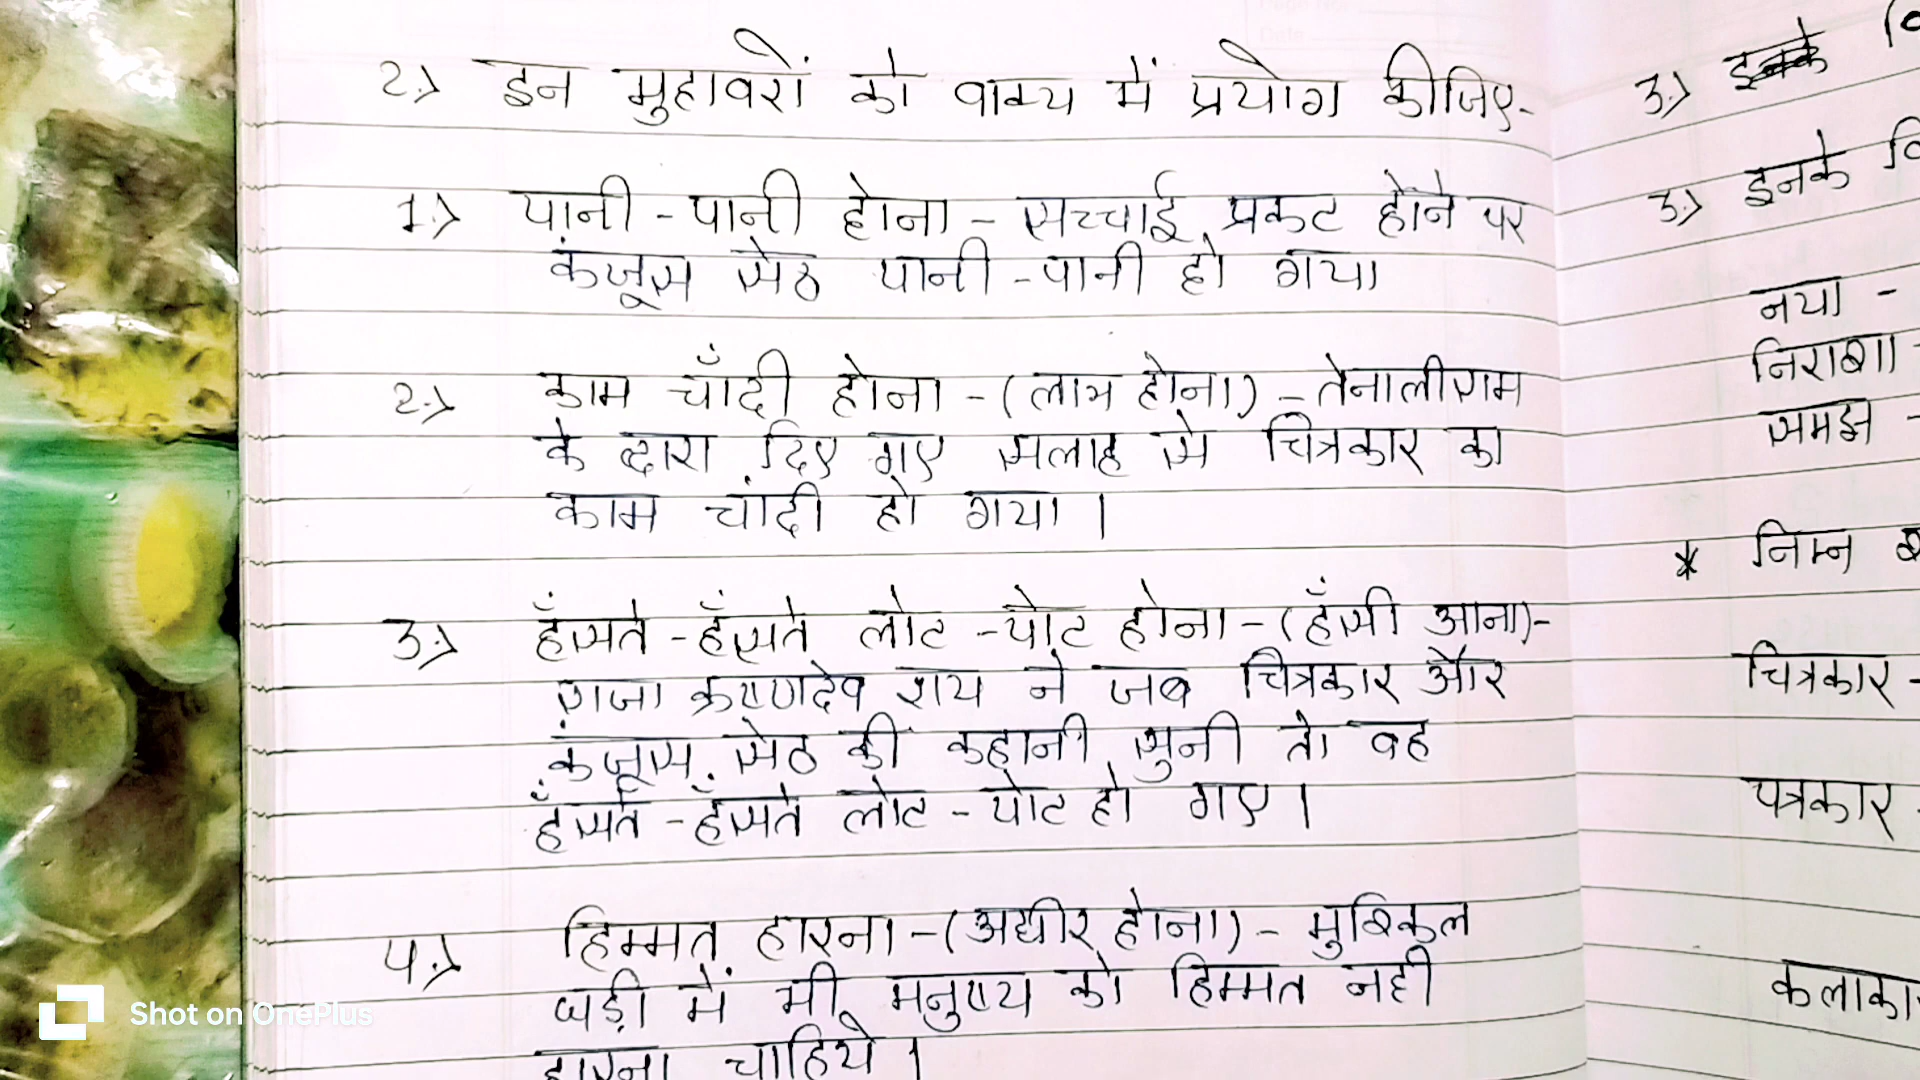 2.) इन मुहावरों को वाक्य में प्रयोग कीजिए-
1.) पानी-पानी होना - सच्चाई प्रकट होने पर
कंजूस सेठ पानी-पानी हो गया
2.) काम चाँदी होना - (लाभ होना) - तेनालीराम
के द्वारा दिए गए सलाह से चित्रकार का
काम चांदी हो गया।
3.) हँसते-हँसते लोट-पोट होना - (हँसी आना)-
राजा कृष्णदेव राय ने जब चित्रकार और
कंजूस सेठ की कहानी सुनी तो वह
हँसते-हँसते लोट-पोट हो गए।
4.) हिम्मत हारना - (अधीर होना) - मुश्किल
घड़ी में भी मनुष्य को हिम्मत नही
हारना चाहिये।
3.) इनके
3.) इनके वि
नया -
निराशा -
समझ -
* निम्न
चित्रकार -
पत्रकार -
कलाका
Shot on OnePlus